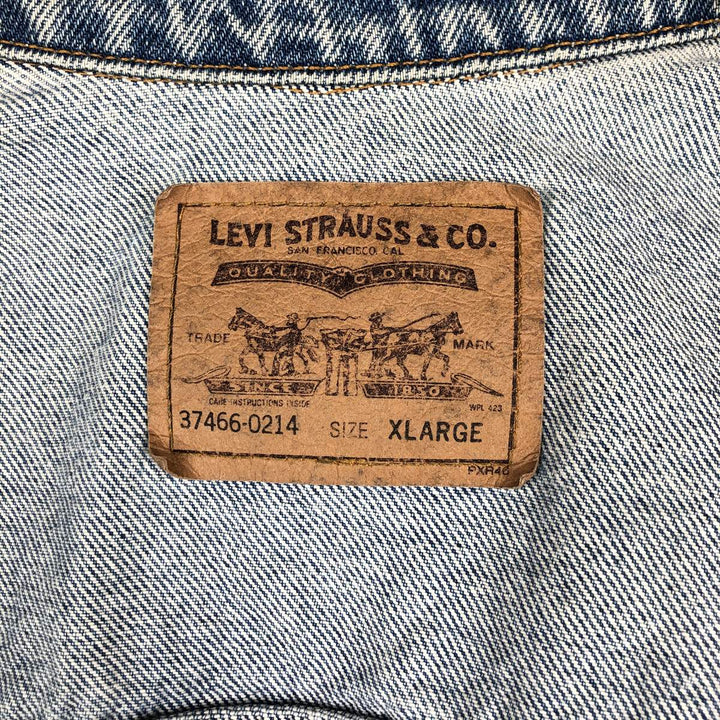 LEVI STRAUSS & CO.
SAN FRANCISCO CAL
QUALITY CLOTHING
TRADE MARK
SINCE 1850
CARE INSTRUCTIONS INSIDE WPL 423
37466-0214 SIZE XLARGE